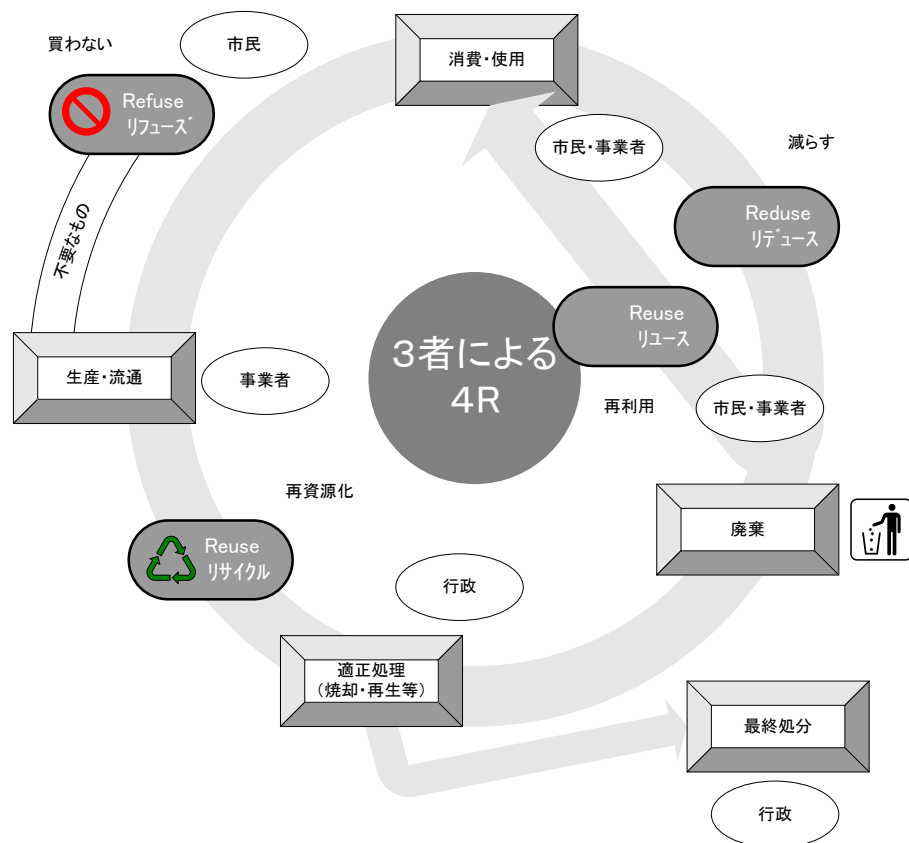 買わない
市民
消費・使用
Refuse
リフューズ
市民・事業者
減らす
不要なもの
Reduse
リデュース
Reuse
リユース
3者による
4R
生産・流通
事業者
再利用
市民・事業者
再資源化
廃棄
Reuse
リサイクル
行政
適正処理
(焼却・再生等)
最終処分
行政